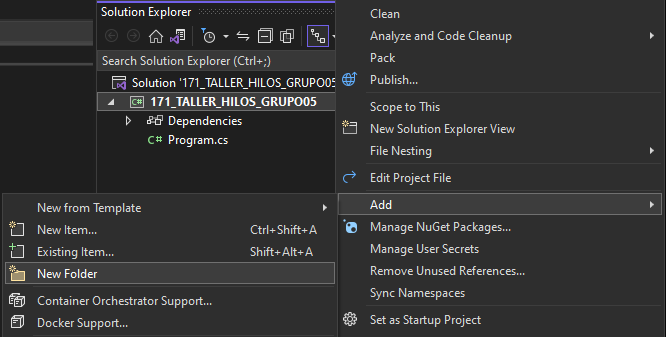 Solution Explorer
Search Solution Explorer (Ctrl+;)
Solution '171_TALLER_HILOS_GRUPO05
C# 171_TALLER_HILOS_GRUPO05
Dependencies
C# Program.cs
Clean
Analyze and Code Cleanup
Pack
Publish...
Scope to This
New Solution Explorer View
File Nesting
Edit Project File
Add
Manage NuGet Packages...
Manage User Secrets
Remove Unused References...
Sync Namespaces
Set as Startup Project
New from Template
New Item... Ctrl+Shift+A
Existing Item... Shift+Alt+A
New Folder
Container Orchestrator Support...
Docker Support...